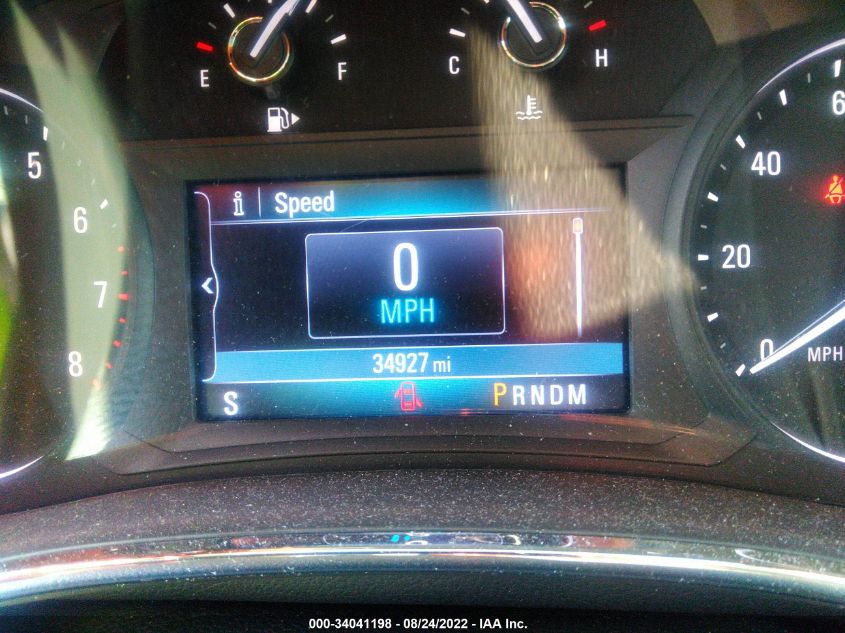 E F C H
5
6
7
8
i Speed
0
MPH
34927 mi
S PRNDM
6
40
20
0
MPH
000-34041198 - 08/24/2022 - IAA Inc.